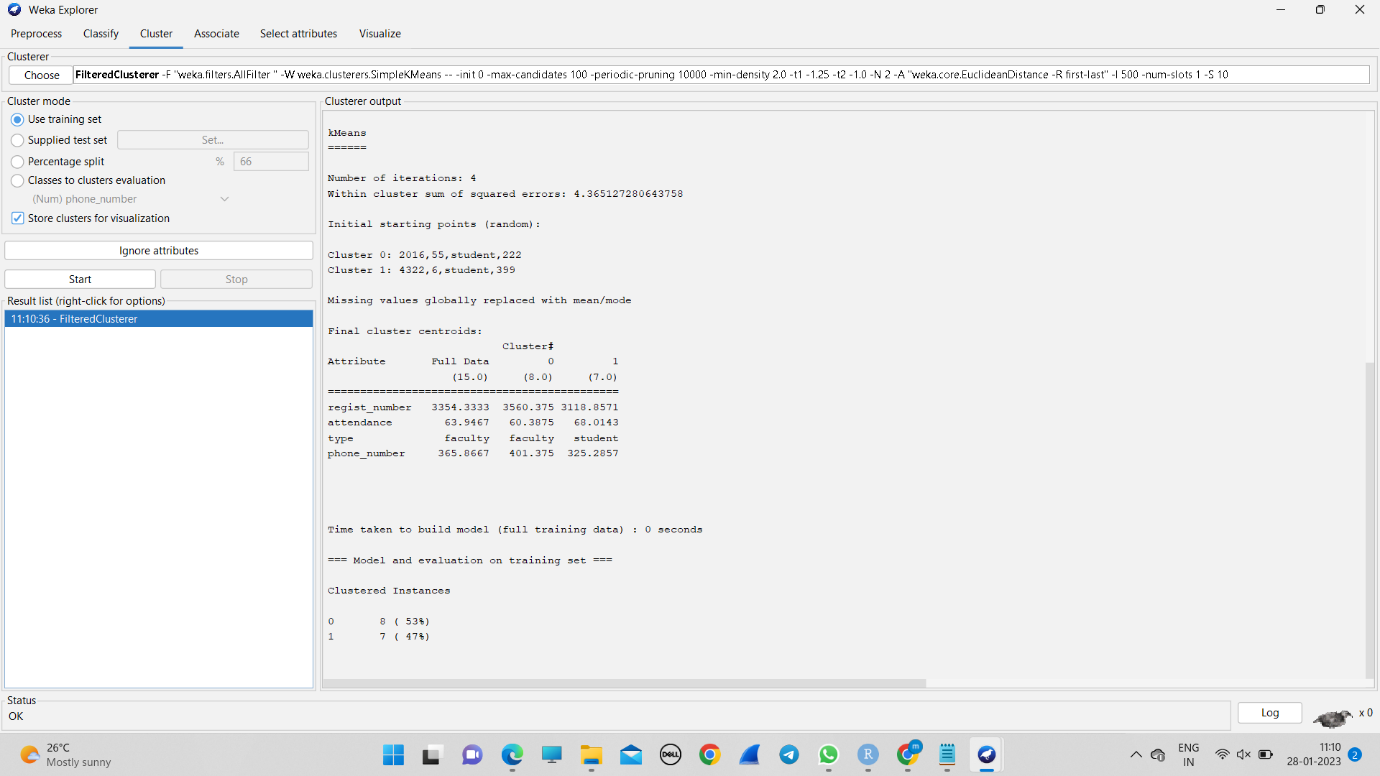 Weka Explorer
Preprocess Classify Cluster Associate Select attributes Visualize
Clusterer
Choose FilteredClusterer -F "weka.filters.AllFilter " -W weka.clusterers.SimpleKMeans -- -init 0 -max-candidates 100 -periodic-pruning 10000 -min-density 2.0 -t1 -1.25 -t2 -1.0 -N 2 -A "weka.core.EuclideanDistance -R first-last" -I 500 -num-slots 1 -S 10
Cluster mode
Use training set
Supplied test set Set...
Percentage split % 66
Classes to clusters evaluation
(Num) phone_number
Store clusters for visualization
Ignore attributes
Start Stop
Result list (right-click for options)
11:10:36 - FilteredClusterer
Clusterer output
kMeans
======
Number of iterations: 4
Within cluster sum of squared errors: 4.365127280643758
Initial starting points (random):
Cluster 0: 2016,55,student,222
Cluster 1: 4322,6,student,399
Missing values globally replaced with mean/mode
Final cluster centroids:
Cluster#
Attribute Full Data 0 1
(15.0) (8.0) (7.0)
=============================================
regist_number 3354.3333 3560.375 3118.8571
attendance 63.9467 60.3875 68.0143
type faculty faculty student
phone_number 365.8667 401.375 325.2857
Time taken to build model (full training data) : 0 seconds
=== Model and evaluation on training set ===
Clustered Instances
0 8 ( 53%)
1 7 ( 47%)
Status
OK
Log x 0
26°C
Mostly sunny
DELL
R
m
ENG
IN
11:10
28-01-2023
2